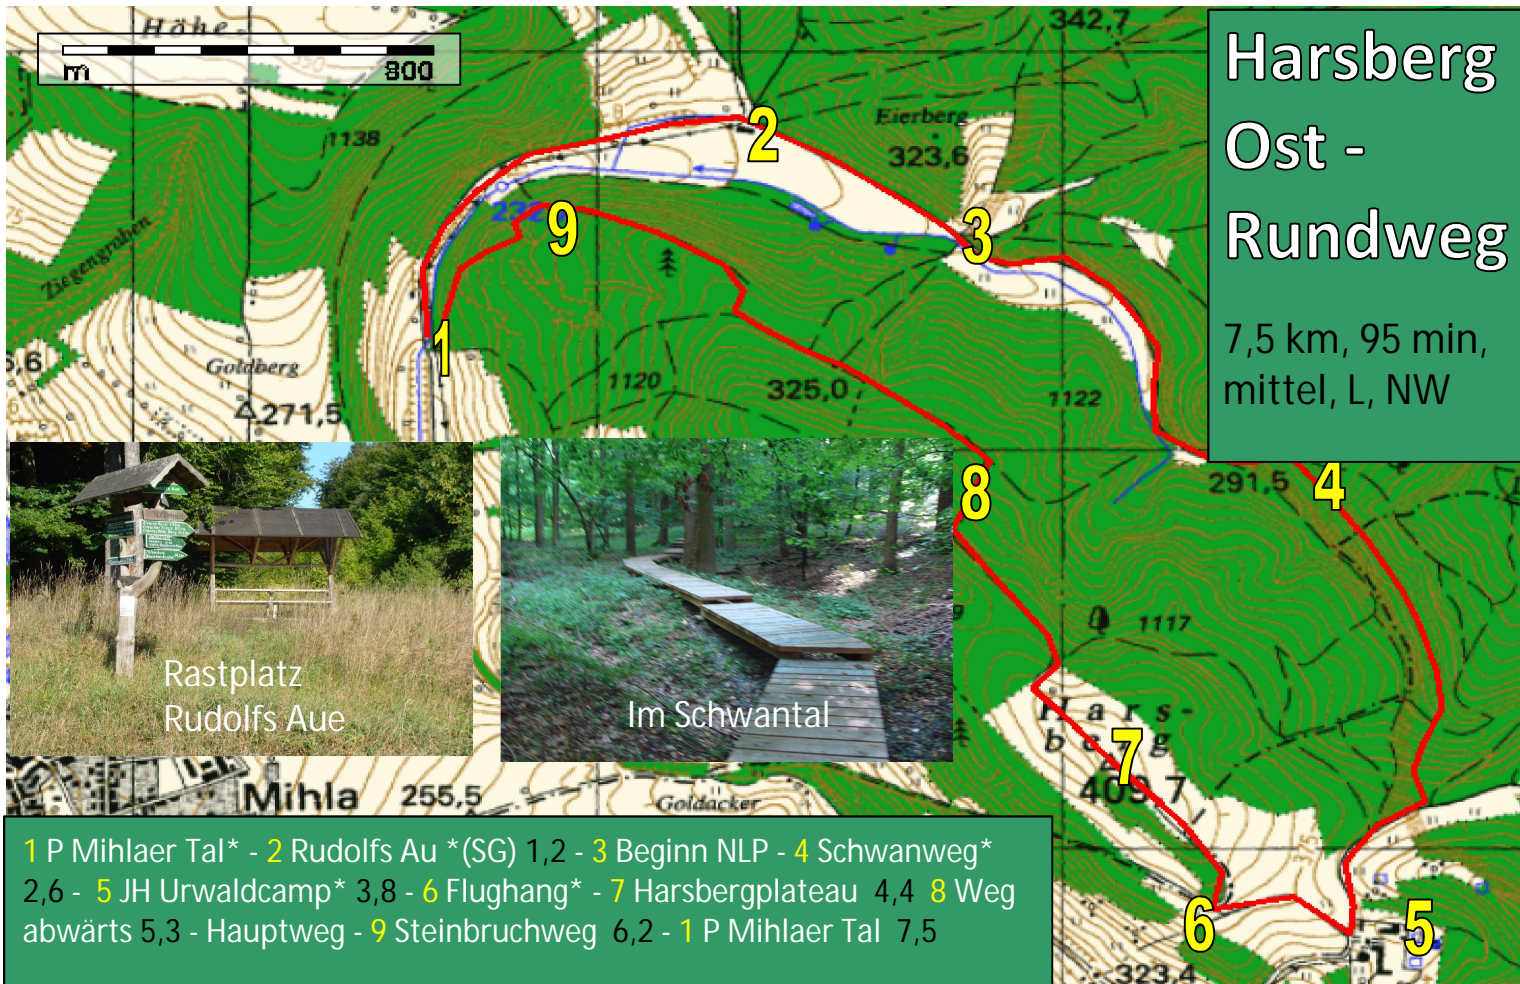 Höhe-
m 800
342,7
Harsberg
Ost -
Rundweg
7,5 km, 95 min,
mittel, L, NW
1138
2
Eierberg
323,6
232
9
3
Ziegengraben
1
Goldberg
271,5
1120
325,0
1122
8
291,5
4
Rastplatz
Rudolfs Aue
Im Schwantal
1117
Hars-
berg
7
403,7
Mihla
255,5
Goldacker
6
5
323,4
1 P Mihlaer Tal* - 2 Rudolfs Au *(SG) 1,2 - 3 Beginn NLP - 4 Schwanweg*
2,6 - 5 JH Urwaldcamp* 3,8 - 6 Flughang* - 7 Harsbergplateau 4,4 8 Weg
abwärts 5,3 - Hauptweg - 9 Steinbruchweg 6,2 - 1 P Mihlaer Tal 7,5